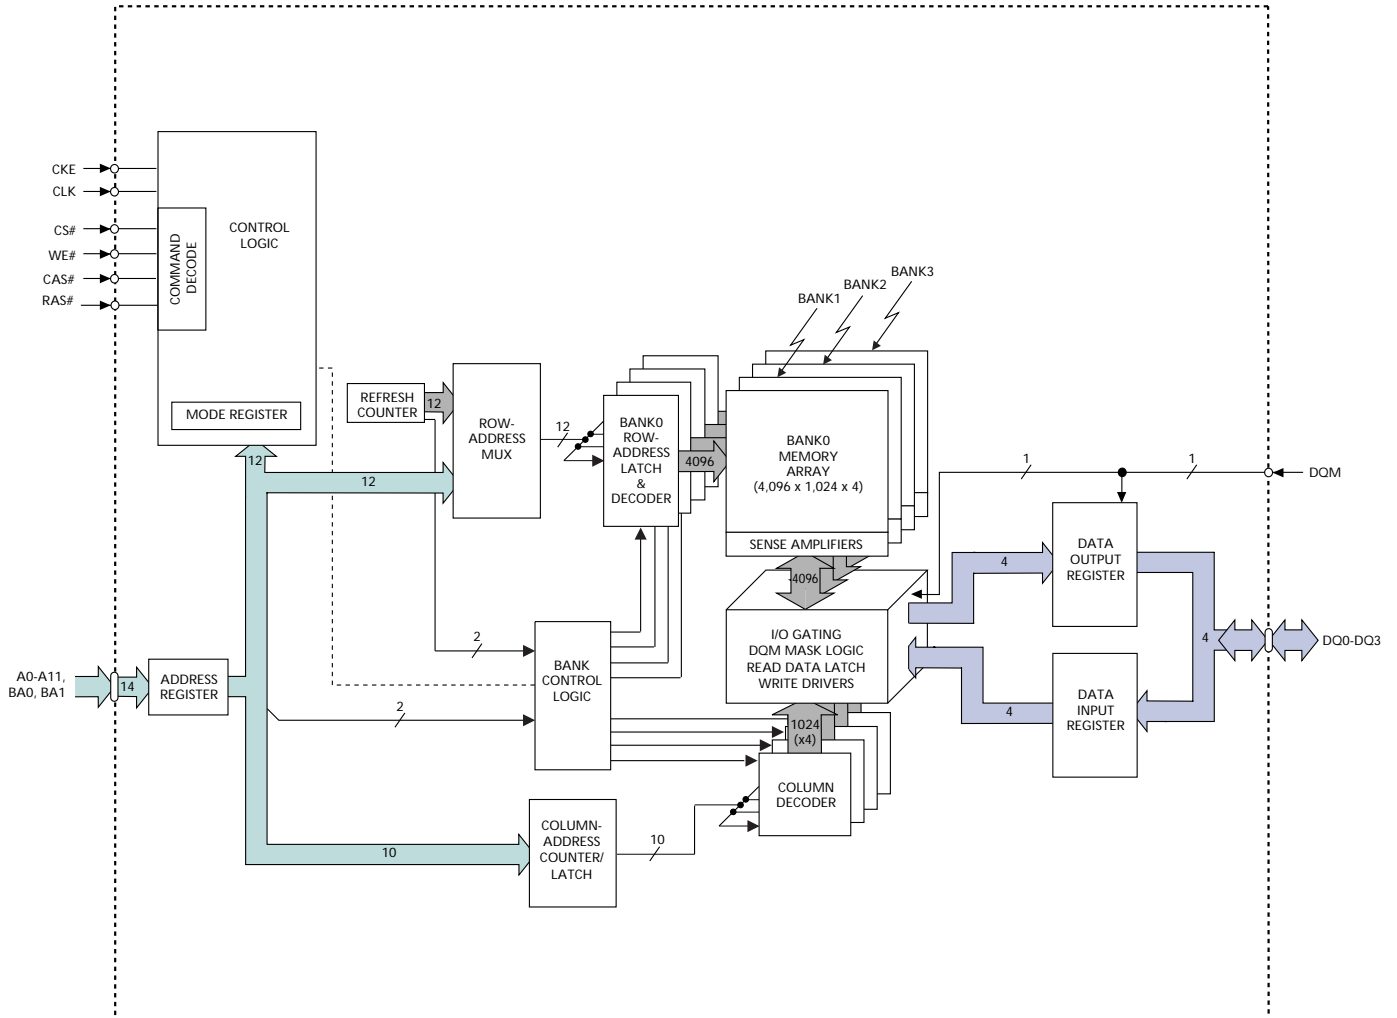 CKE
CLK
CS#
WE#
CAS#
RAS#
COMMAND
DECODE
CONTROL
LOGIC
MODE REGISTER
12
12
REFRESH
COUNTER
12
ROW-
ADDRESS
MUX
12
BANK0
ROW-
ADDRESS
LATCH
&
DECODER
4096
BANK1
BANK2
BANK3
BANK0
MEMORY
ARRAY
(4,096 x 1,024 x 4)
SENSE AMPLIFIERS
4096
I/O GATING
DQM MASK LOGIC
READ DATA LATCH
WRITE DRIVERS
1
1
DQM
DATA
OUTPUT
REGISTER
4
4
DQ0-DQ3
DATA
INPUT
REGISTER
4
A0-A11,
BA0, BA1
14
ADDRESS
REGISTER
2
2
BANK
CONTROL
LOGIC
1024
(x4)
COLUMN
DECODER
10
COLUMN-
ADDRESS
COUNTER/
LATCH
10